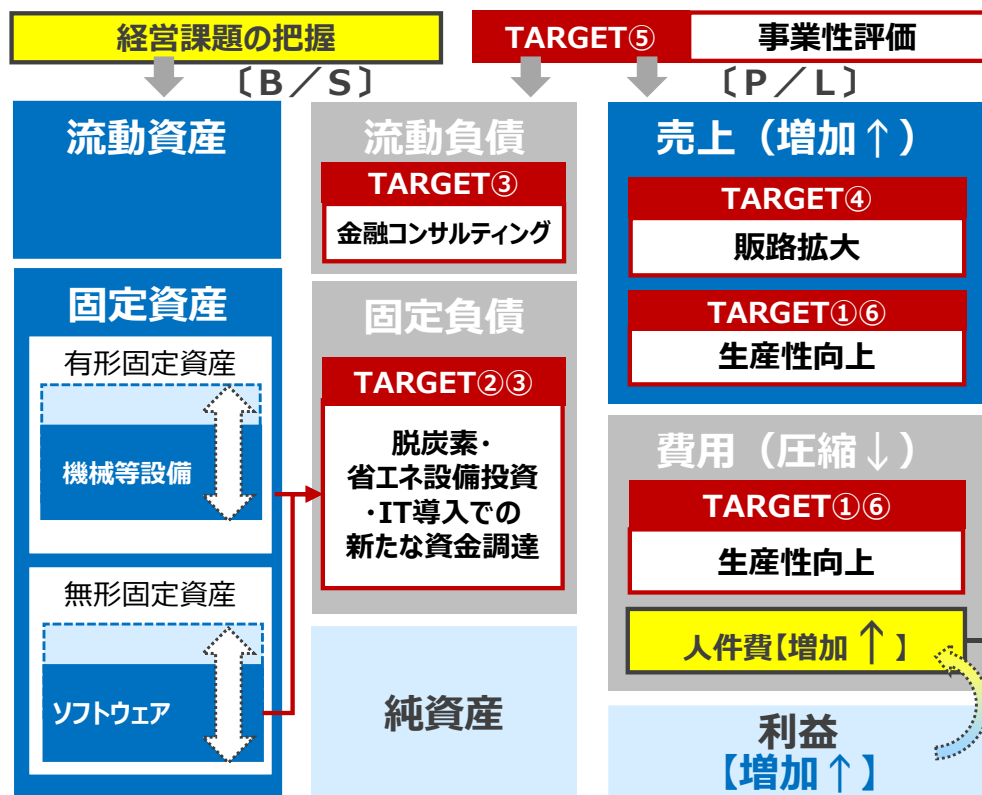 経営課題の把握
TARGET⑤ 事業性評価
〔B／S〕
〔P／L〕
流動資産
固定資産
有形固定資産
機械等設備
無形固定資産
ソフトウェア
流動負債
TARGET③
金融コンサルティング
固定負債
TARGET②③
脱炭素・
省エネ設備投資
・IT導入での
新たな資金調達
純資産
売上（増加↑）
TARGET④
販路拡大
TARGET①⑥
生産性向上
費用（圧縮↓）
TARGET①⑥
生産性向上
人件費【増加↑】
利益
【増加↑】